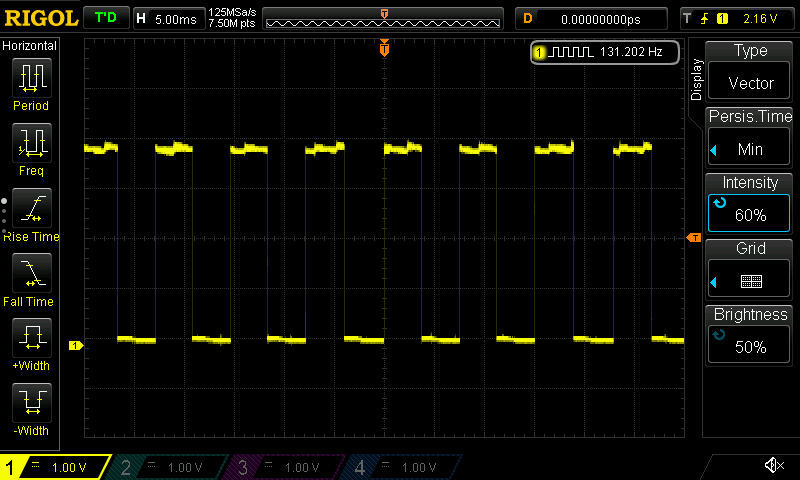 RIGOL T'D H 5.00ms 125MSa/s 7.50M pts T D 0.00000000ps T 1 2.16 V
Horizontal
Period
Freq
Rise Time
Fall Time
+Width
-Width
T
1 131.202 Hz
1
T
Display
Type
Vector
Persis.Time
Min
Intensity
60%
Grid
Brightness
50%
1 1.00 V 2 1.00 V 3 1.00 V 4 1.00 V